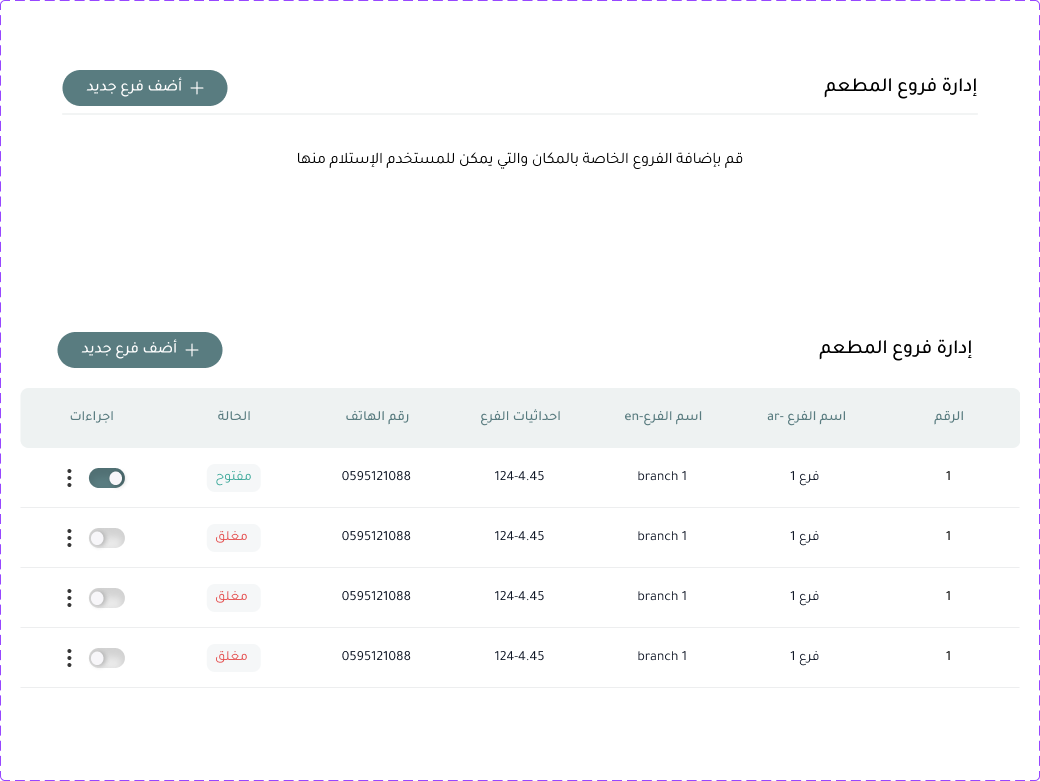 إدارة فروع المطعم
أضف فرع جديد
قم بإضافة الفروع الخاصة بالمكان والتي يمكن للمستخدم الإستلام منها
إدارة فروع المطعم
أضف فرع جديد
الرقم اسم الفرع -ar اسم الفرع-en احداثيات الفرع رقم الهاتف الحالة اجراءات
1 فرع 1 branch 1 124-4.45 0595121088 مفتوح
1 فرع 1 branch 1 124-4.45 0595121088 مغلق
1 فرع 1 branch 1 124-4.45 0595121088 مغلق
1 فرع 1 branch 1 124-4.45 0595121088 مغلق